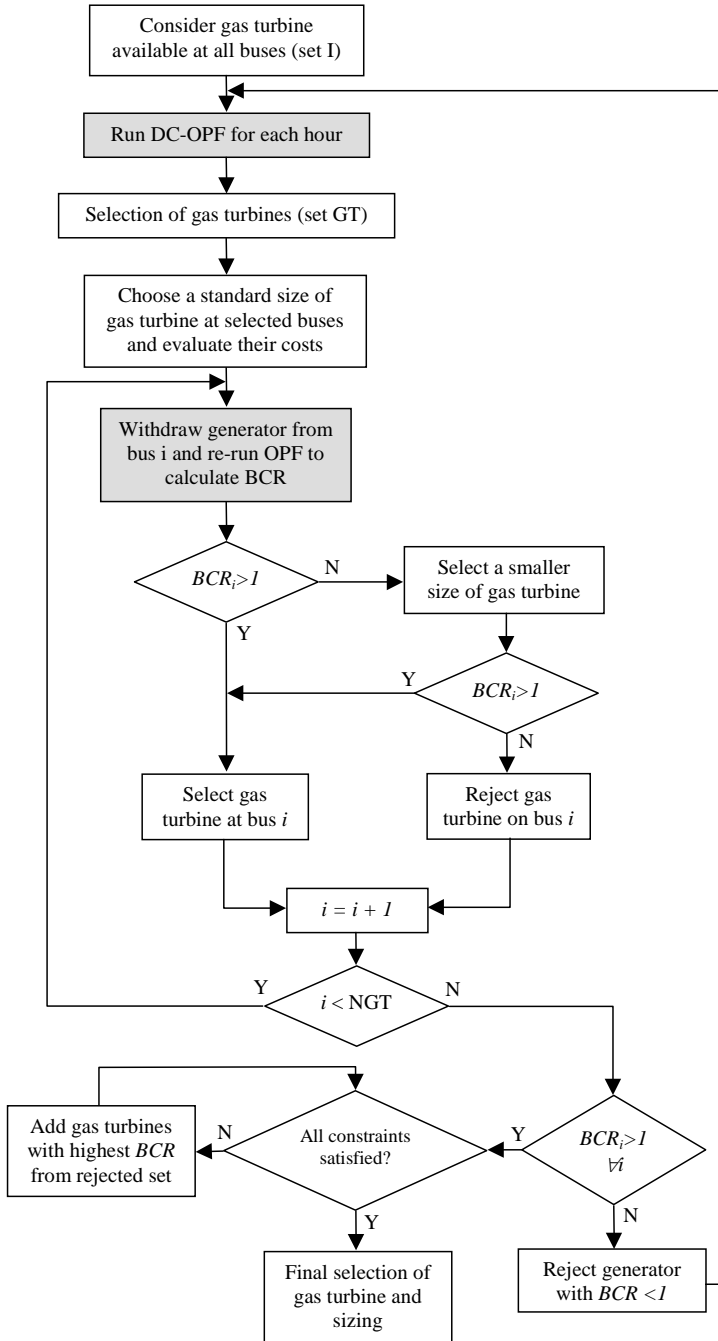 Consider gas turbine
available at all buses (set I)
Run DC-OPF for each hour
Selection of gas turbines (set GT)
Choose a standard size of
gas turbine at selected buses
and evaluate their costs
Withdraw generator from
bus i and re-run OPF to
calculate BCR
BCRi>1
N
Y
Select a smaller
size of gas turbine
BCRi>1
Y
N
Select gas
turbine at bus i
Reject gas
turbine on bus i
i = i + 1
i < NGT
Y
N
BCRi>1
∀i
Y
N
All constraints
satisfied?
N
Y
Add gas turbines
with highest BCR
from rejected set
Final selection of
gas turbine and
sizing
Reject generator
with BCR <1